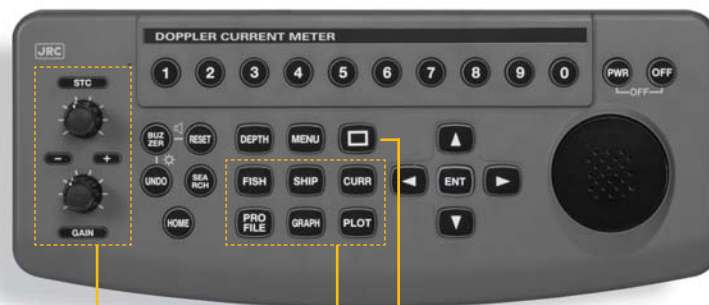 DOPPLER CURRENT METER
JRC
STC
1 2 3 4 5 6 7 8 9 0
PWR OFF
OFF
BUZ
ZER
RESET
DEPTH
MENU
- +
UNDO
SEA
RCH
FISH
SHIP
CURR
ENT
GAIN
HOME
PRO
FILE
GRAPH
PLOT